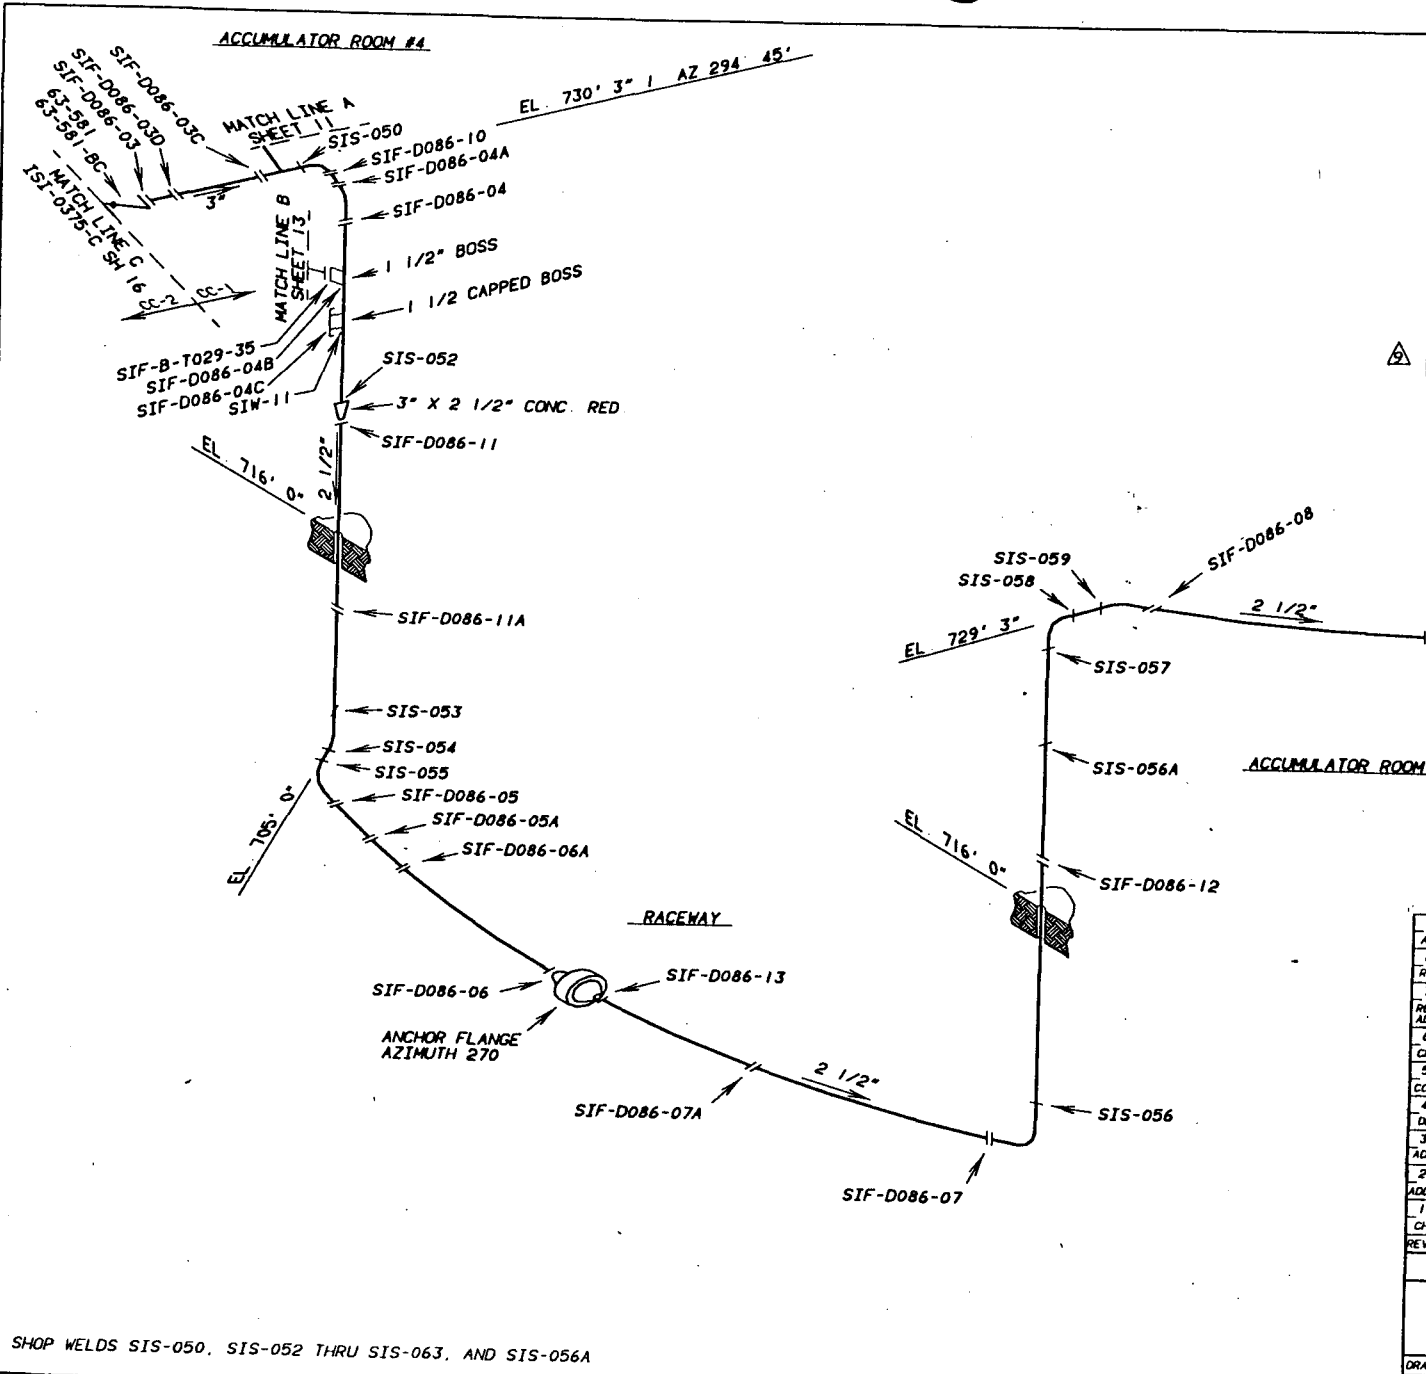 ACCUMULATOR ROOM #4
EL. 730' 3" 1 AZ 294 45'
SIF-D086-03C
SIF-D086-03D
SIF-D086-03
63-581
63-581-BC
MATCH LINE C
ISI-0375-C SH 16
CC-2 CC-1
3"
MATCH LINE A
SHEET 11
SIS-050
SIF-D086-10
SIF-D086-04A
SIF-D086-04
MATCH LINE B
SHEET 13
1 1/2" BOSS
1 1/2 CAPPED BOSS
SIF-B-T029-35
SIF-D086-04B
SIF-D086-04C
SIW-11
SIS-052
3" X 2 1/2" CONC. RED
SIF-D086-11
2 1/2"
EL. 716' 0"
SIF-D086-11A
SIS-053
SIS-054
SIS-055
SIF-D086-05
SIF-D086-05A
SIF-D086-06A
EL. 705' 0"
RACEWAY
SIF-D086-06
SIF-D086-13
ANCHOR FLANGE
AZIMUTH 270
SIF-D086-07A
2 1/2"
SIF-D086-07
SIS-056
SIF-D086-12
EL. 716' 0"
SIS-056A
SIS-057
EL. 729' 3"
SIS-058
SIS-059
SIF-D086-08
2 1/2"
ACCUMULATOR ROOM
9
SHOP WELDS SIS-050, SIS-052 THRU SIS-063, AND SIS-056A
REV
DRA